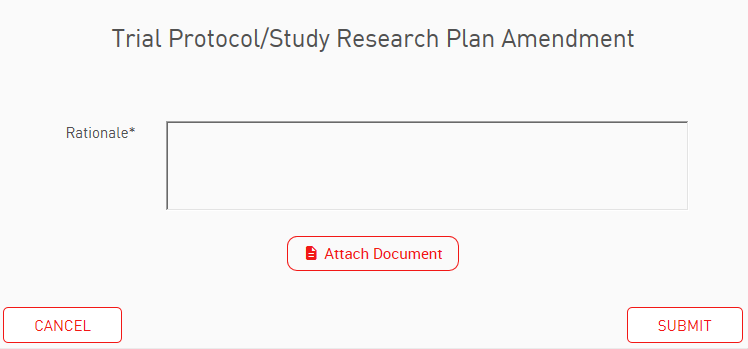 Trial Protocol/Study Research Plan Amendment
Rationale*
Attach Document
CANCEL
SUBMIT